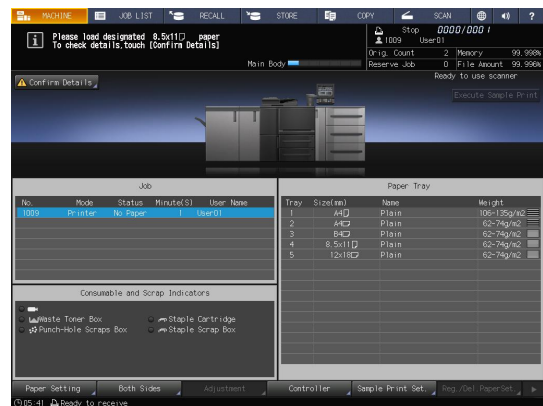 MACHINE JOB LIST RECALL STORE COPY SCAN ?
Please load designated 8.5x11 paper
To check details,touch [Confirm Details]
Main Body
Stop 0000/0001
1009 User01
Orig. Count 2 Memory 99.998%
Reserve Job 0 File Amount 99.996%
Ready to use scanner
Confirm Details
Execute Sample Print
Job
No. Mode Status Minute(S) User Name
1009 Printer No Paper 1 User01
Paper Tray
Tray Size(mm) Name Weight
1 A4 Plain 106-135g/m2
2 A4 Plain 62-74g/m2
3 B4 Plain 62-74g/m2
4 8.5x11 Plain 62-74g/m2
5 12x18 Plain 62-74g/m2
Consumable and Scrap Indicators
Waste Toner Box Staple Cartridge
Punch-Hole Scraps Box Staple Scrap Box
Paper Setting Both Sides Adjustment Controller Sample Print Set. Reg./Del.PaperSet.
05:41 Ready to receive